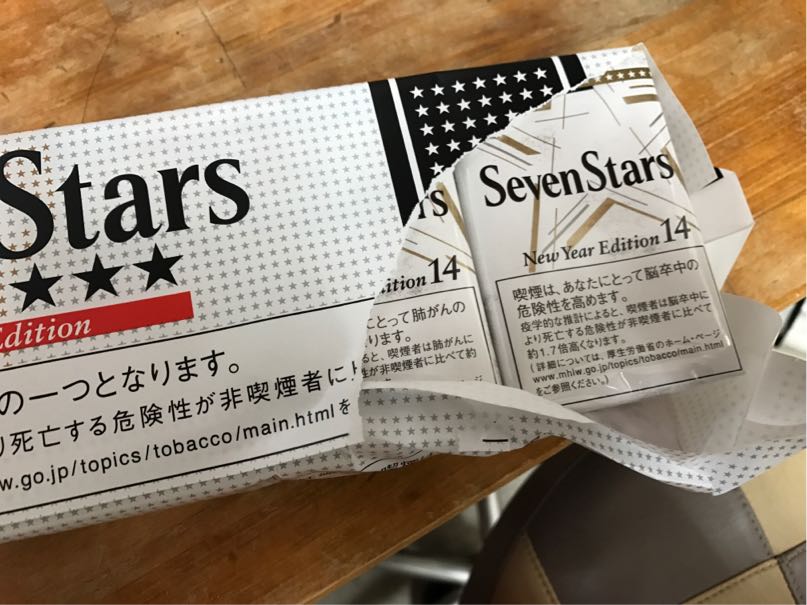 Stars
★★★
Edition
の一つとなります。
り死亡する危険性が非喫煙者に
w.go.jp/topics/tobacco/main.htmlを
rs
ition 14
とって肺がんの
ります。
ると、喫煙者は肺がんに
性が非喫煙者に比べて約
SevenStars
New Year Edition 14
喫煙は、あなたにとって脳卒中の
危険性を高めます。
疫学的な推計によると、喫煙者は脳卒中に
より死亡する危険性が非喫煙者に比べて
約1.7倍高くなります。
(詳細については、厚生労働省のホーム・ページ
www.mhlw.go.jp/topics/tobacco/main.html
をご参照ください。)